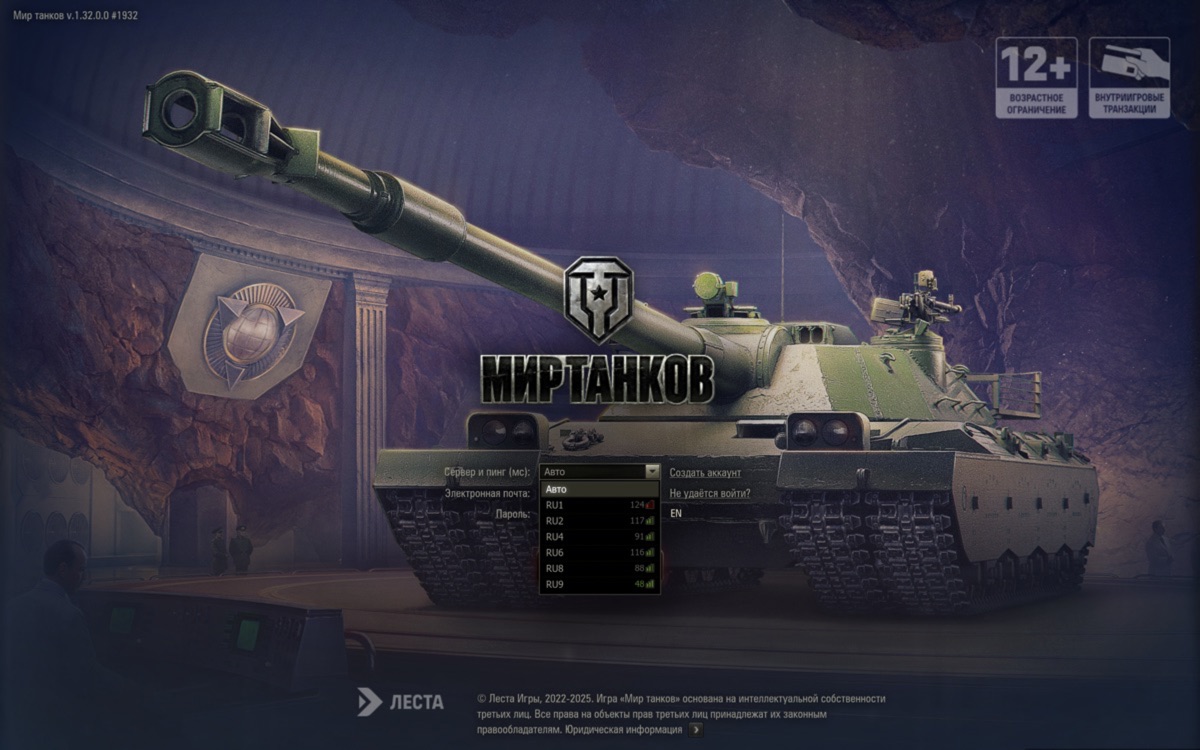 Мир танков v.1.32.0.0 #1932
12+
ВОЗРАСТНОЕ
ОГРАНИЧЕНИЕ
ВНУТРИИГРОВЫЕ
ТРАНЗАКЦИИ
МИР ТАНКОВ
Сервер и пинг (мс):
Авто
Создать аккаунт
Электронная почта:
Не удаётся войти?
Пароль:
EN
Авто
RU1 124
RU2 117
RU4 91
RU6 116
RU8 88
RU9 48
ЛЕСТА
© Леста Игры, 2022-2025. Игра «Мир танков» основана на интеллектуальной собственности
третьих лиц. Все права на объекты прав третьих лиц принадлежат их законным
правообладателям. Юридическая информация